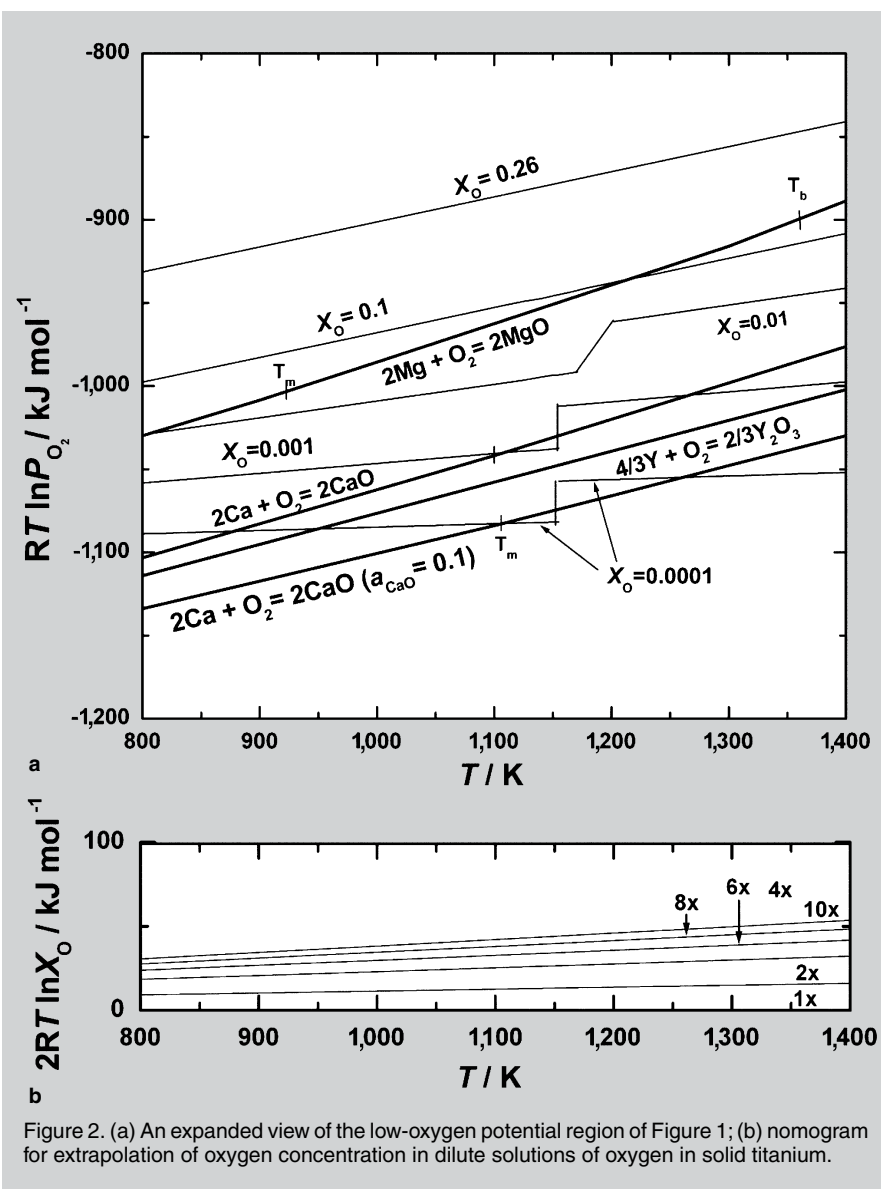 -800
-900
-1,000
-1,100
-1,200
RT lnP_O2 / kJ mol⁻¹
X_O= 0.26
T_b
X_O= 0.1
X_O=0.01
T_m
2Mg + O₂= 2MgO
X_O=0.001
2Ca + O₂= 2CaO
4/3Y + O₂= 2/3Y₂O₃
T_m
X_O=0.0001
2Ca + O₂= 2CaO (a_CaO= 0.1)
800 900 1,000 1,100 1,200 1,300 1,400
T / K
a
100
0
2RT lnX_O / kJ mol⁻¹
8x 6x 4x
10x
2x
1x
800 900 1,000 1,100 1,200 1,300 1,400
T / K
b
Figure 2. (a) An expanded view of the low-oxygen potential region of Figure 1; (b) nomogram
for extrapolation of oxygen concentration in dilute solutions of oxygen in solid titanium.